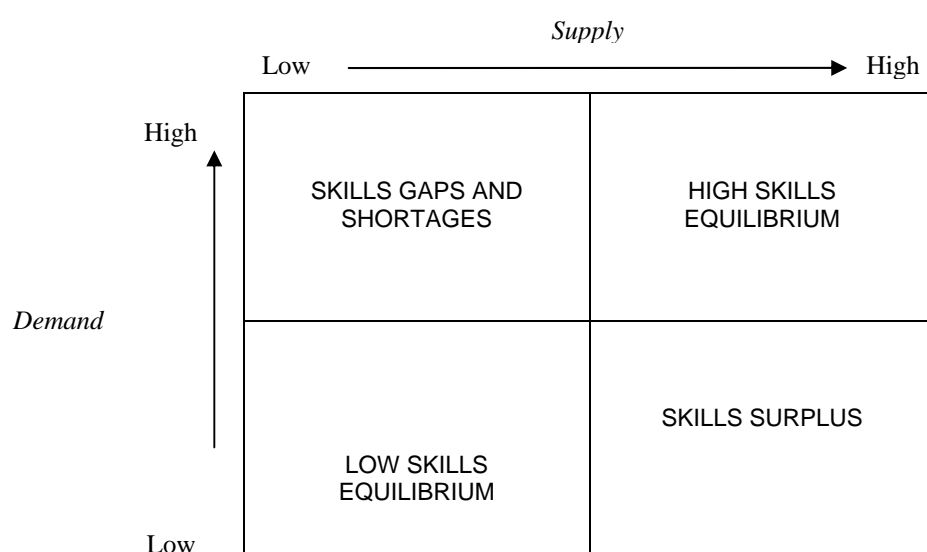 Supply
Low
High
High
SKILLS GAPS AND
SHORTAGES
HIGH SKILLS
EQUILIBRIUM
Demand
SKILLS SURPLUS
LOW SKILLS
EQUILIBRIUM
Low